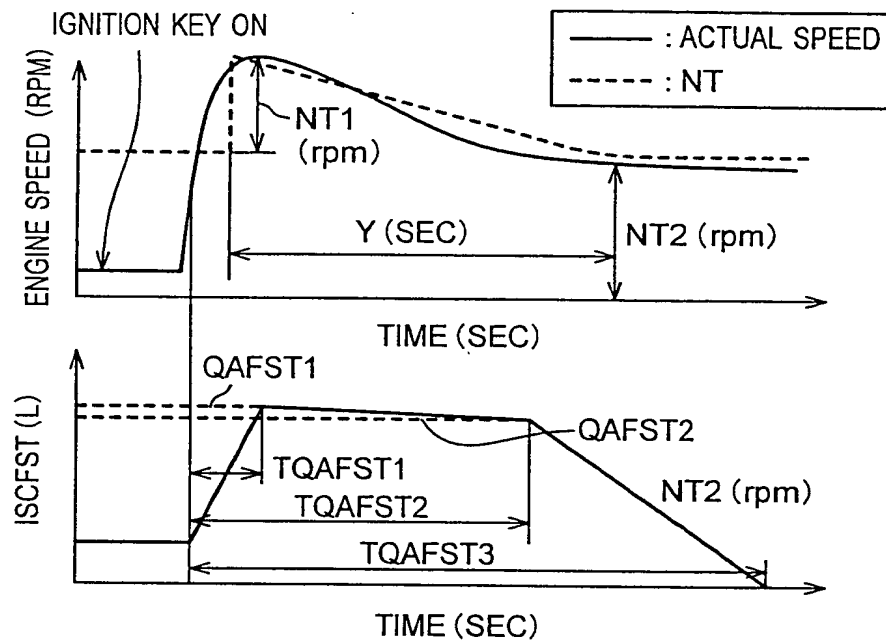 IGNITION KEY ON
ENGINE SPEED (RPM)
: ACTUAL SPEED
: NT
NT1
(rpm)
Y (SEC)
NT2 (rpm)
TIME (SEC)
ISCFST (L)
QAFST1
QAFST2
TQAFST1
TQAFST2
NT2 (rpm)
TQAFST3
TIME (SEC)